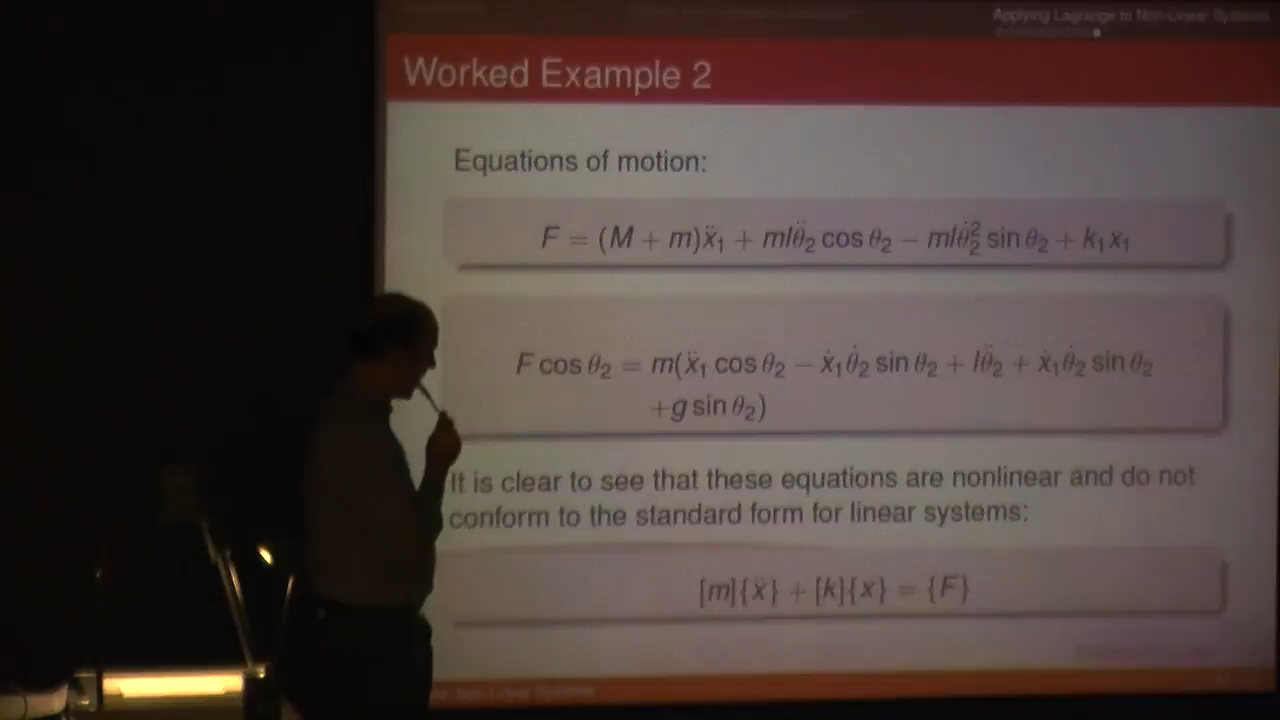 Applying Lagrange to Non-Linear Systems
Worked Example 2
Equations of motion:
F = (M + m)ẍ₁ + mlθ̈₂ cos θ₂ − mlθ̇₂² sin θ₂ + k₁x₁
F cos θ₂ = m(ẍ₁ cos θ₂ − ẋ₁θ̇₂ sin θ₂ + lθ̈₂ + ẋ₁θ̇₂ sin θ₂
+g sin θ₂)
It is clear to see that these equations are nonlinear and do not
conform to the standard form for linear systems:
[m]{ẍ} + [k]{x} = {F}
Non-Linear Systems